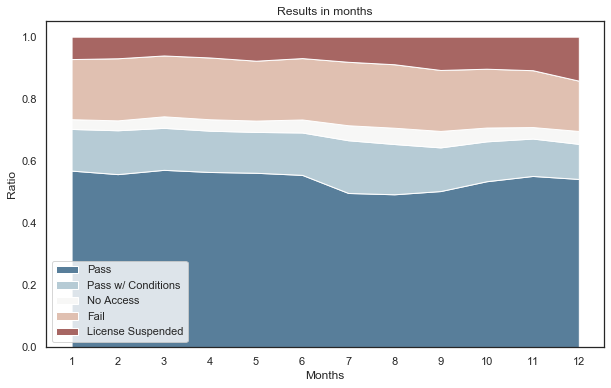 Results in months
1.0
0.8
0.6
0.4
0.2
0.0
Ratio
Pass
Pass w/ Conditions
No Access
Fail
License Suspended
1 2 3 4 5 6 7 8 9 10 11 12
Months